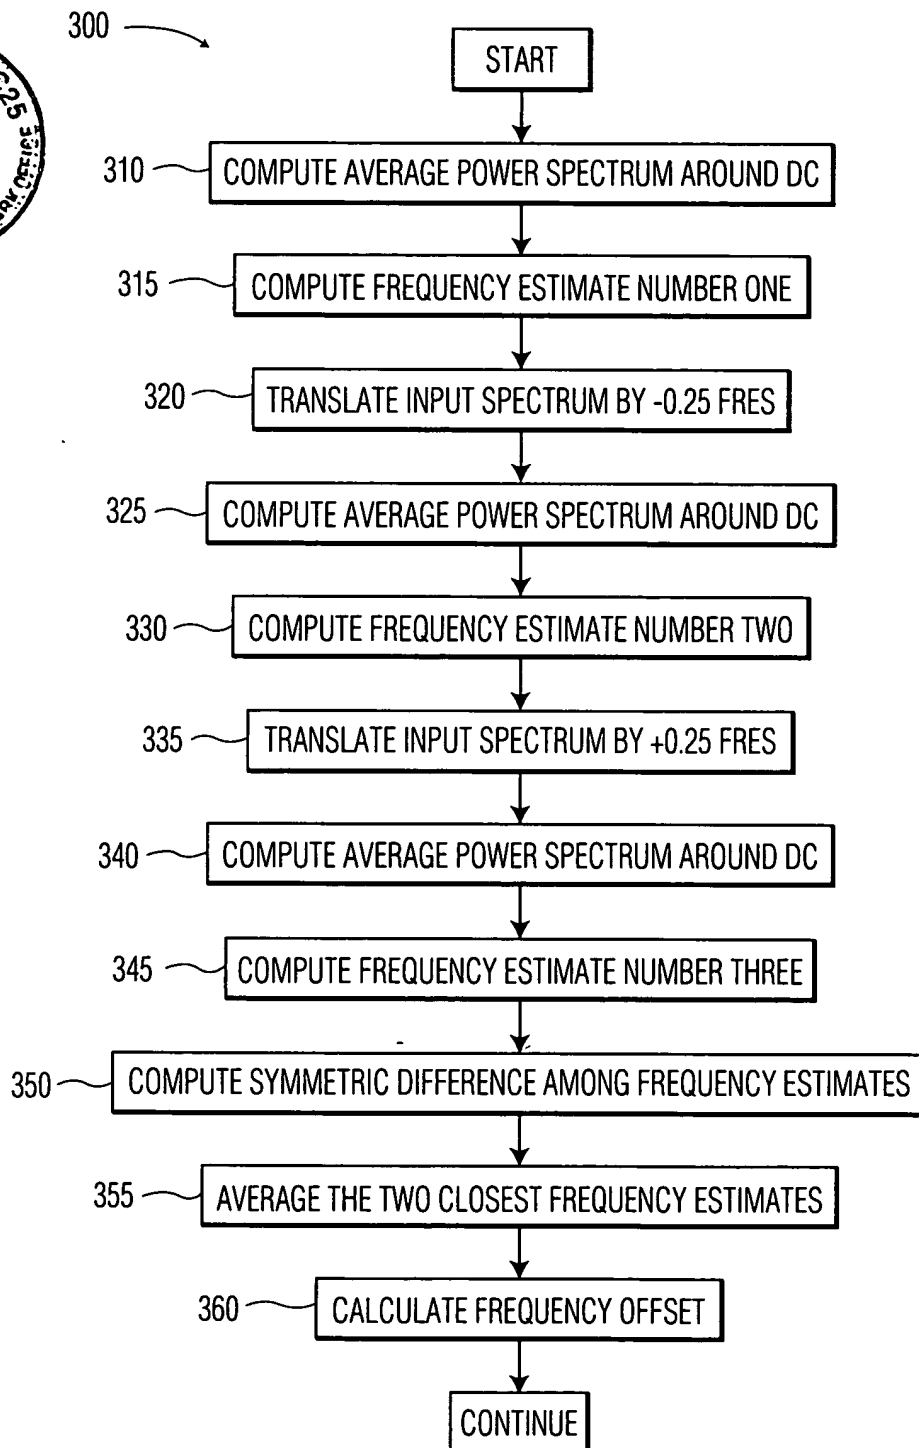 300
START
310 COMPUTE AVERAGE POWER SPECTRUM AROUND DC
315 COMPUTE FREQUENCY ESTIMATE NUMBER ONE
320 TRANSLATE INPUT SPECTRUM BY -0.25 FRES
325 COMPUTE AVERAGE POWER SPECTRUM AROUND DC
330 COMPUTE FREQUENCY ESTIMATE NUMBER TWO
335 TRANSLATE INPUT SPECTRUM BY +0.25 FRES
340 COMPUTE AVERAGE POWER SPECTRUM AROUND DC
345 COMPUTE FREQUENCY ESTIMATE NUMBER THREE
350 COMPUTE SYMMETRIC DIFFERENCE AMONG FREQUENCY ESTIMATES
355 AVERAGE THE TWO CLOSEST FREQUENCY ESTIMATES
360 CALCULATE FREQUENCY OFFSET
CONTINUE